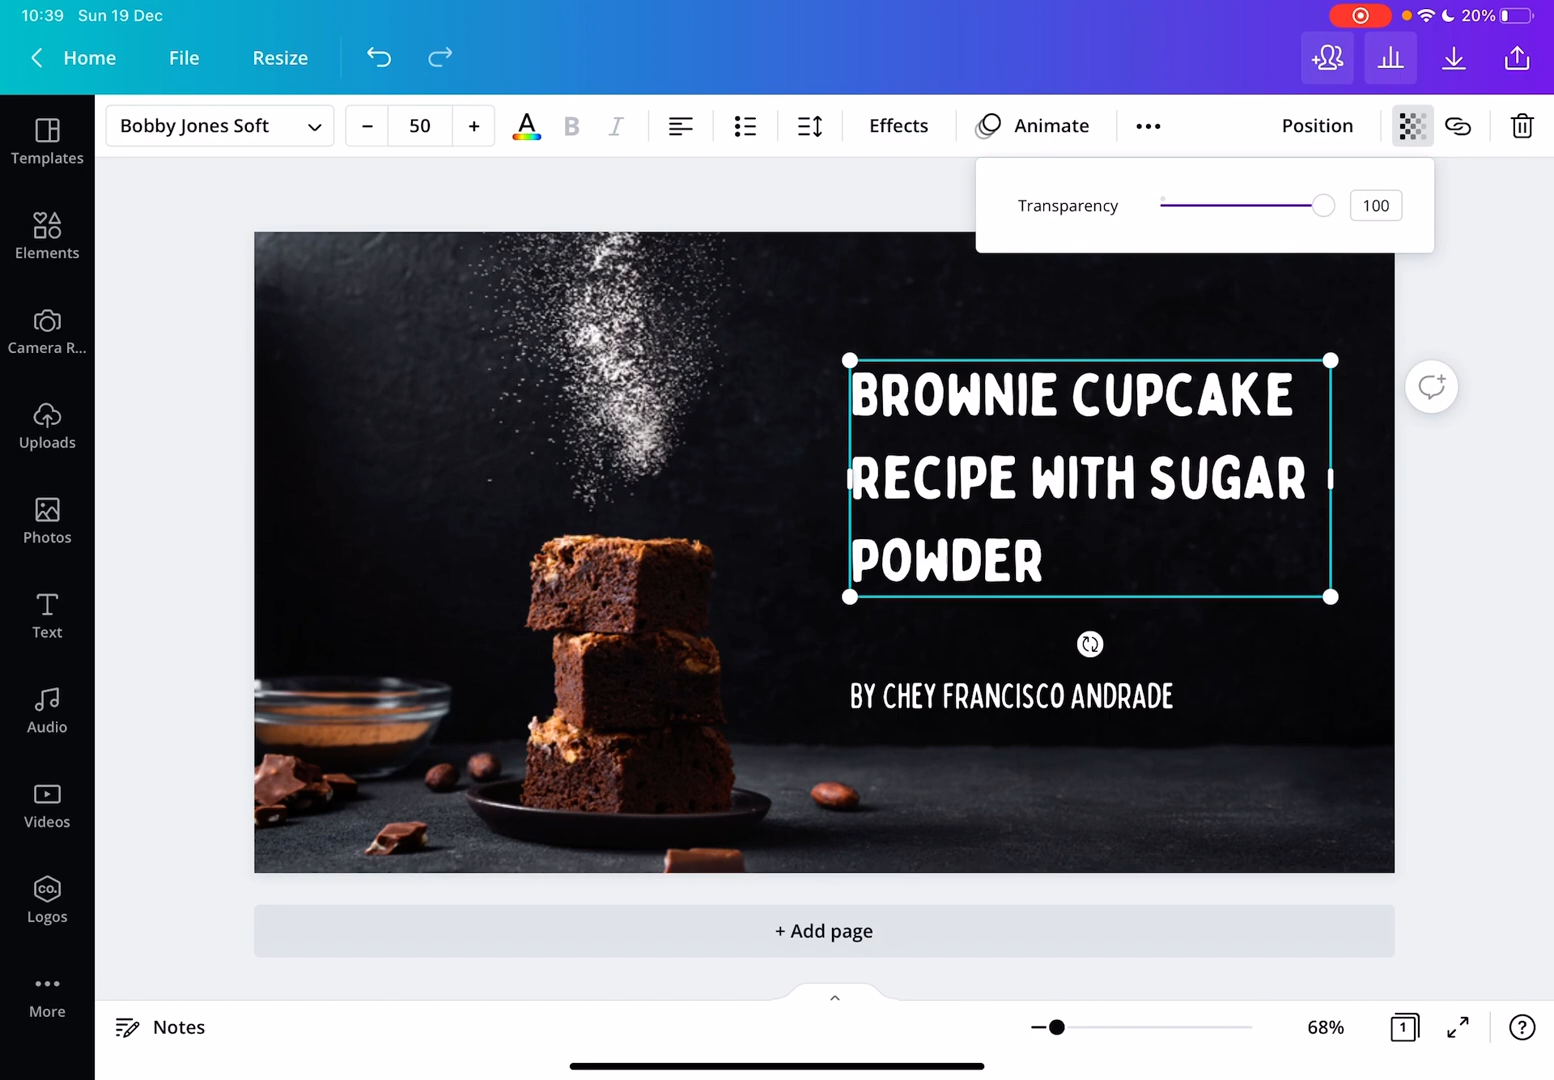 10:39 Sun 19 Dec
20%
Home File Resize
Bobby Jones Soft
− 50 +
A B I
Effects
Animate
Position
Transparency 100
Templates
Elements
Camera R...
Uploads
Photos
Text
Audio
Videos
CO.
Logos
More
BROWNIE CUPCAKE
RECIPE WITH SUGAR
POWDER
BY CHEY FRANCISCO ANDRADE
+ Add page
Notes
68%
1
?